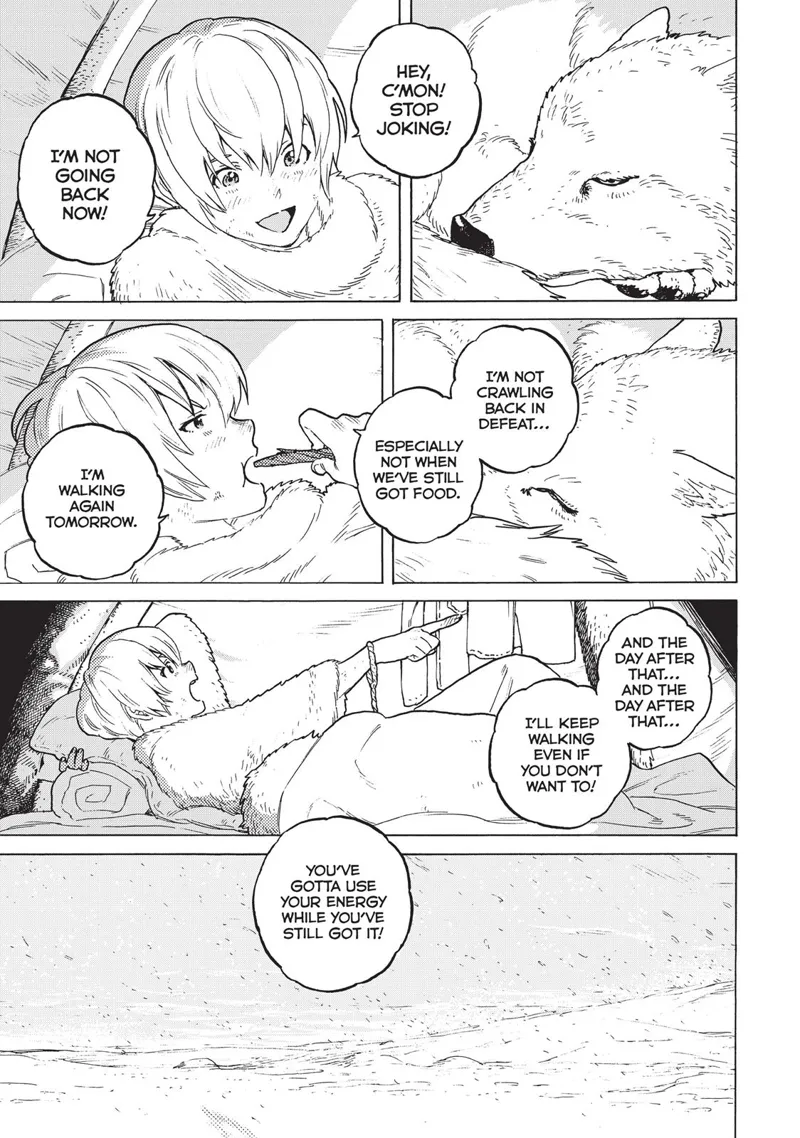 HEY,
C'MON!
STOP
JOKING!
I'M NOT
GOING
BACK
NOW!
I'M NOT
CRAWLING
BACK IN
DEFEAT...
ESPECIALLY
NOT WHEN
WE'VE STILL
GOT FOOD.
I'M
WALKING
AGAIN
TOMORROW.
AND THE
DAY AFTER
THAT...
AND THE
DAY AFTER
THAT...
I'LL KEEP
WALKING
EVEN IF
YOU DON'T
WANT TO!
YOU'VE
GOTTA USE
YOUR ENERGY
WHILE YOU'VE
STILL GOT IT!